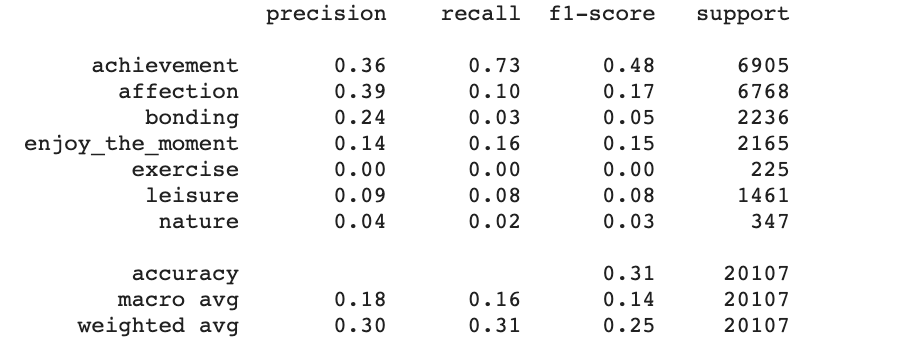 precision recall f1-score support
achievement 0.36 0.73 0.48 6905
affection 0.39 0.10 0.17 6768
bonding 0.24 0.03 0.05 2236
enjoy_the_moment 0.14 0.16 0.15 2165
exercise 0.00 0.00 0.00 225
leisure 0.09 0.08 0.08 1461
nature 0.04 0.02 0.03 347
accuracy 0.31 20107
macro avg 0.18 0.16 0.14 20107
weighted avg 0.30 0.31 0.25 20107